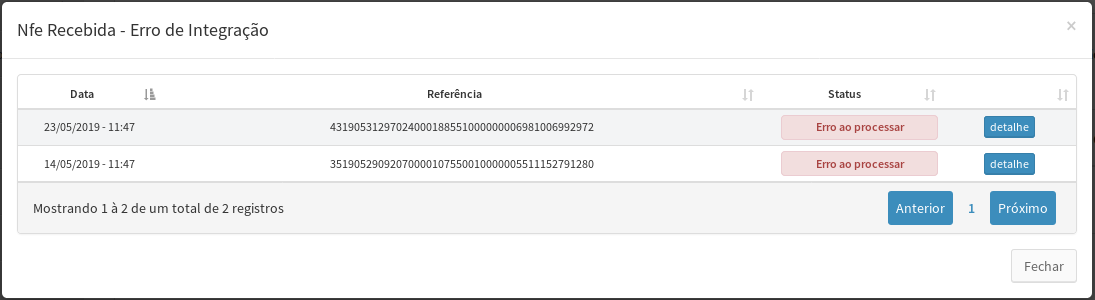 Nfe Recebida - Erro de Integração
×
Data Referência Status
23/05/2019 - 11:47 43190531297024000188551000000006981006992972 Erro ao processar detalhe
14/05/2019 - 11:47 35190529092070000107550010000005511152791280 Erro ao processar detalhe
Mostrando 1 à 2 de um total de 2 registros Anterior 1 Próximo
Fechar